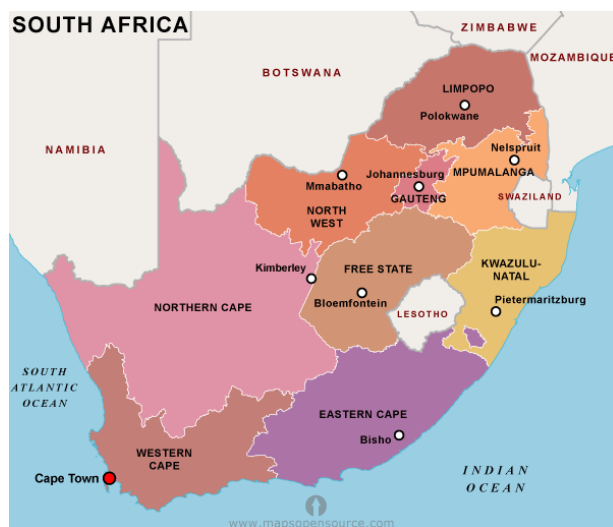 SOUTH AFRICA
ZIMBABWE
MOZAMBIQUE
BOTSWANA
LIMPOPO
Polokwane
NAMIBIA
Nelspruit
Johannesburg
MPUMALANGA
Mmabatho
GAUTENG
SWAZILAND
NORTH
WEST
Kimberley
FREE STATE
KWAZULU-
NATAL
NORTHERN CAPE
Bloemfontein
Pietermaritzburg
LESOTHO
SOUTH
ATLANTIC
OCEAN
EASTERN CAPE
Bisho
WESTERN
CAPE
Cape Town
INDIAN
OCEAN
www.mapsopensource.com